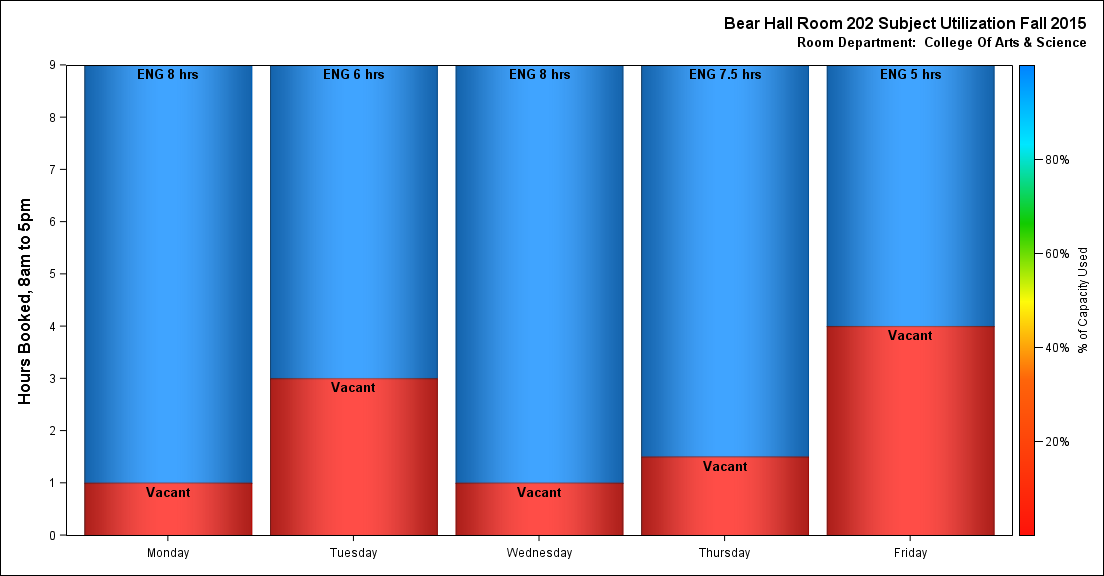 Bear Hall Room 202 Subject Utilization Fall 2015
Room Department:  College Of Arts & Science
Hours Booked, 8am to 5pm
9
8
7
6
5
4
3
2
1
0
ENG 8 hrs
ENG 6 hrs
ENG 8 hrs
ENG 7.5 hrs
ENG 5 hrs
Vacant
Vacant
Vacant
Vacant
Vacant
Monday
Tuesday
Wednesday
Thursday
Friday
80%
60%
40%
20%
% of Capacity Used